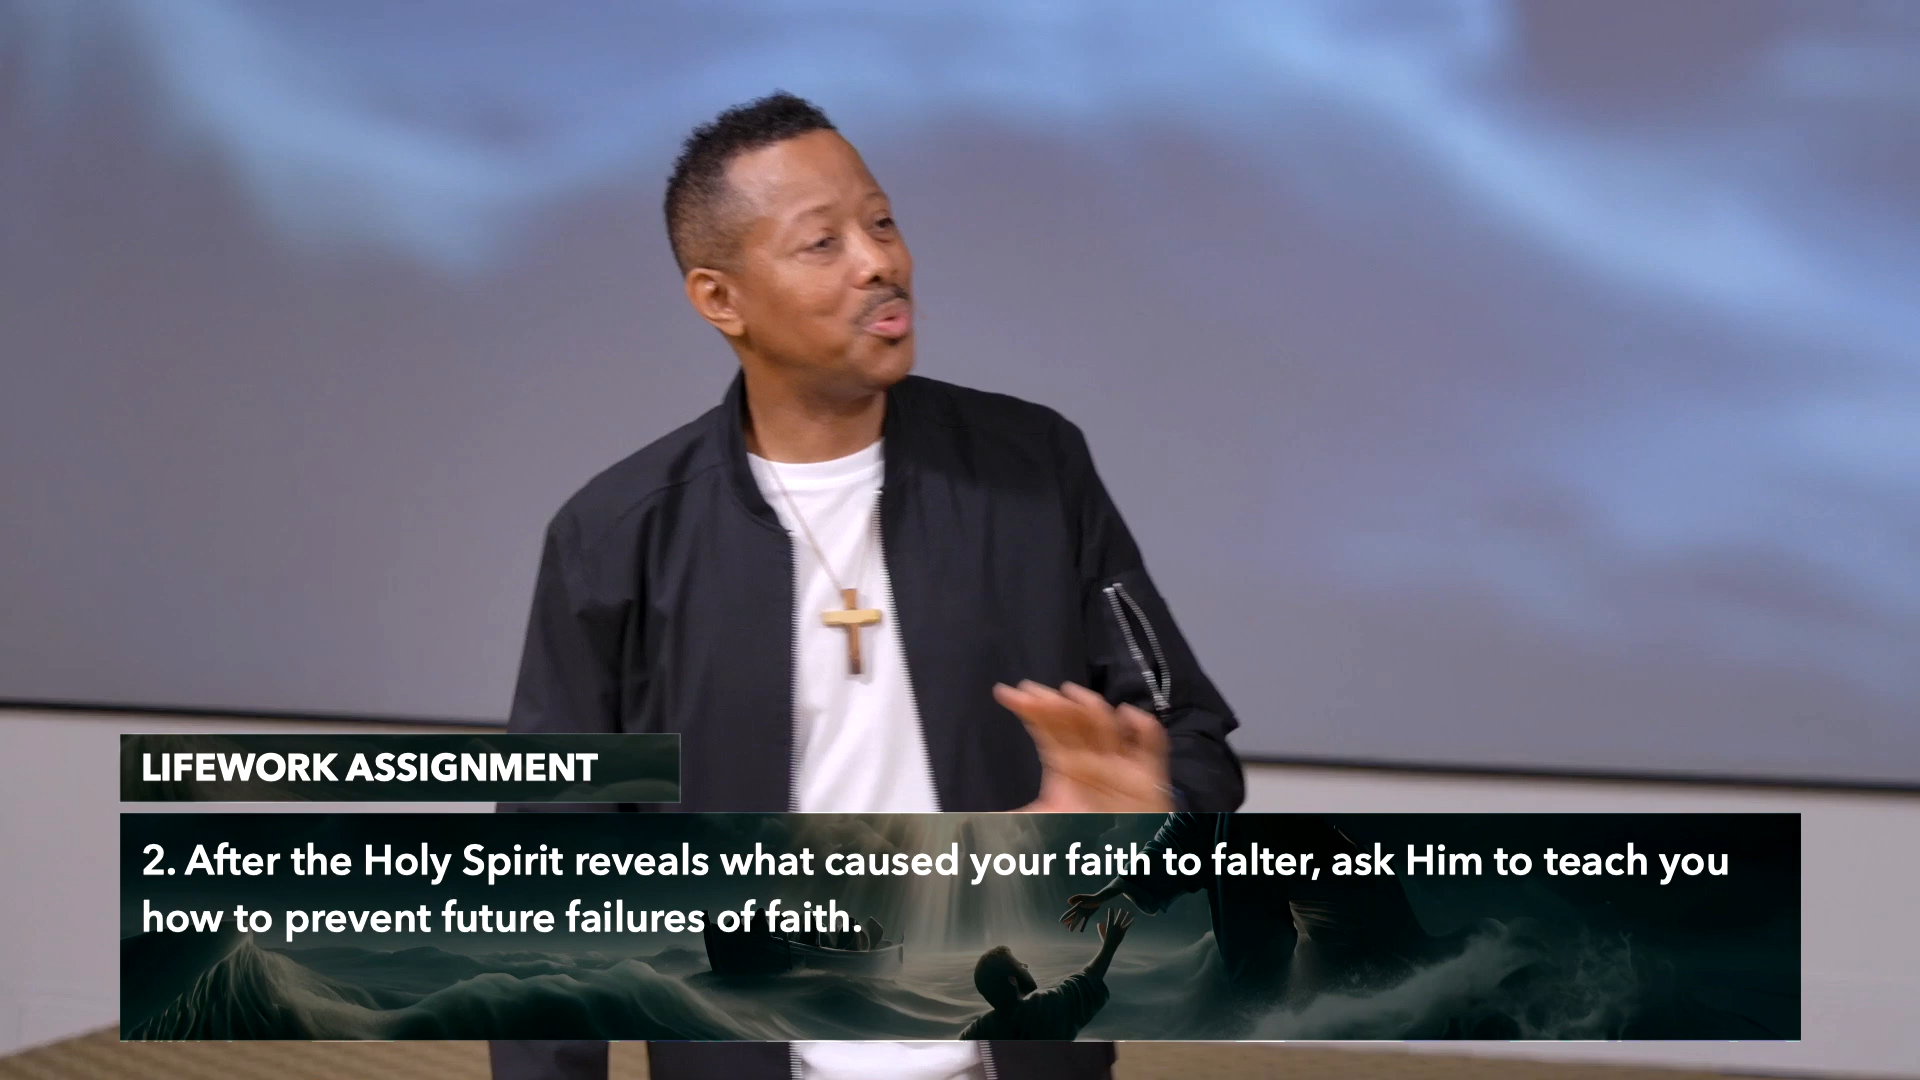 LIFEWORK ASSIGNMENT
2. After the Holy Spirit reveals what caused your faith to falter, ask Him to teach you
how to prevent future failures of faith.